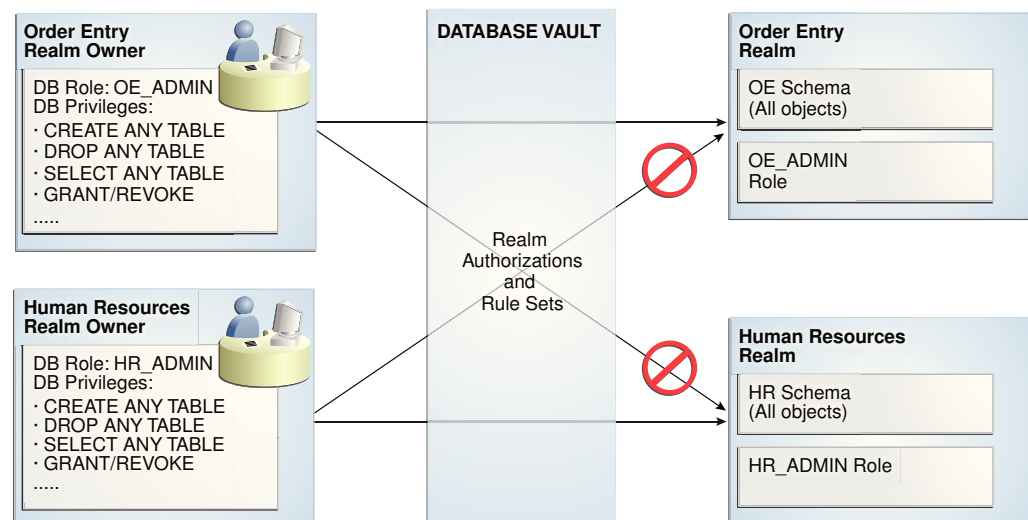 Order Entry
Realm Owner
DB Role: OE_ADMIN
DB Privileges:
· CREATE ANY TABLE
· DROP ANY TABLE
· SELECT ANY TABLE
· GRANT/REVOKE
.....
Human Resources
Realm Owner
DB Role: HR_ADMIN
DB Privileges:
· CREATE ANY TABLE
· DROP ANY TABLE
· SELECT ANY TABLE
· GRANT/REVOKE
.....
DATABASE VAULT
Realm
Authorizations
and
Rule Sets
Order Entry
Realm
OE Schema
(All objects)
OE_ADMIN
Role
Human Resources
Realm
HR Schema
(All objects)
HR_ADMIN Role